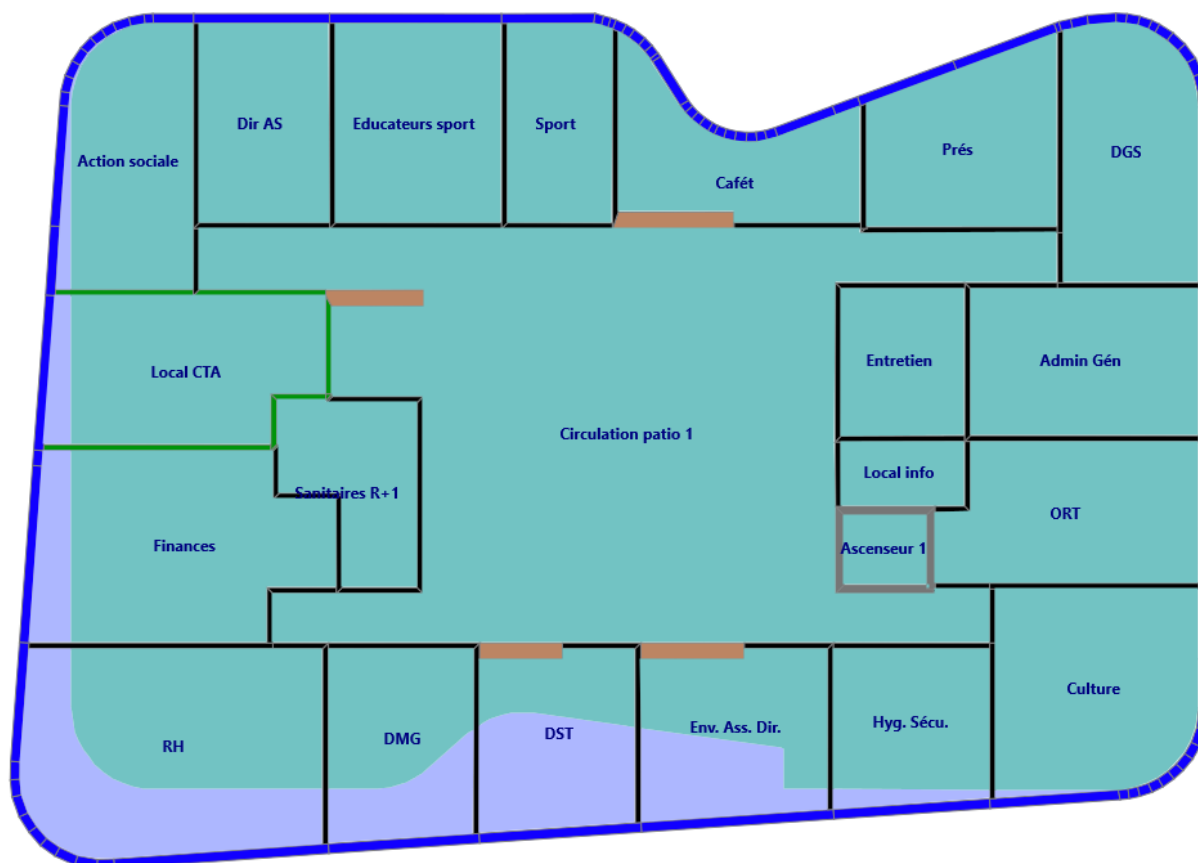 Dir AS
Educateurs sport
Sport
Prés
DGS
Action sociale
Cafét
Local CTA
Entretien
Admin Gén
Circulation patio 1
Local info
Sanitaires R+1
ORT
Finances
Ascenseur 1
Culture
RH
DMG
DST
Env. Ass. Dir.
Hyg. Sécu.